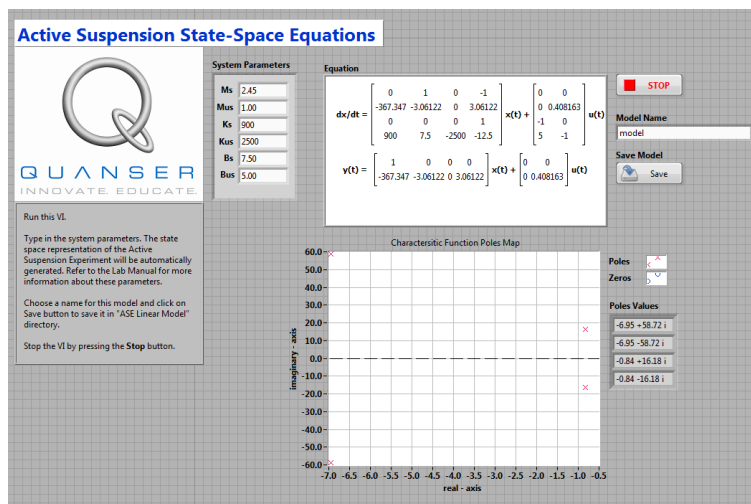 Active Suspension State-Space Equations
QUANSER
INNOVATE. EDUCATE.
Run this VI.
Type in the system parameters. The state
space representation of the Active
Suspension Experiment will be automatically
generated. Refer to the Lab Manual for more
information about these parameters.
Choose a name for this model and click on
Save button to save it in "ASE Linear Model"
directory.
Stop the VI by pressing the Stop button.
System Parameters
Ms 2.45
Mus 1.00
Ks 900
Kus 2500
Bs 7.50
Bus 5.00
Equation
0 1 0 -1 0 0
-367.347 -3.06122 0 3.06122 0 0.408163
dx/dt = x(t) + u(t)
0 0 0 1 -1 0
900 7.5 -2500 -12.5 5 -1
1 0 0 0 0 0
y(t) = x(t) + u(t)
-367.347 -3.06122 0 3.06122 0 0.408163
STOP
Model Name
model
Save Model
Save
Charactersitic Function Poles Map
60.0
50.0
40.0
30.0
20.0
10.0
0.0
-10.0
-20.0
-30.0
-40.0
-50.0
-60.0
imaginary - axis
-7.0 -6.5 -6.0 -5.5 -5.0 -4.5 -4.0 -3.5 -3.0 -2.5 -2.0 -1.5 -1.0 -0.5
real - axis
Poles
Zeros
Poles Values
-6.95 +58.72 i
-6.95 -58.72 i
-0.84 +16.18 i
-0.84 -16.18 i